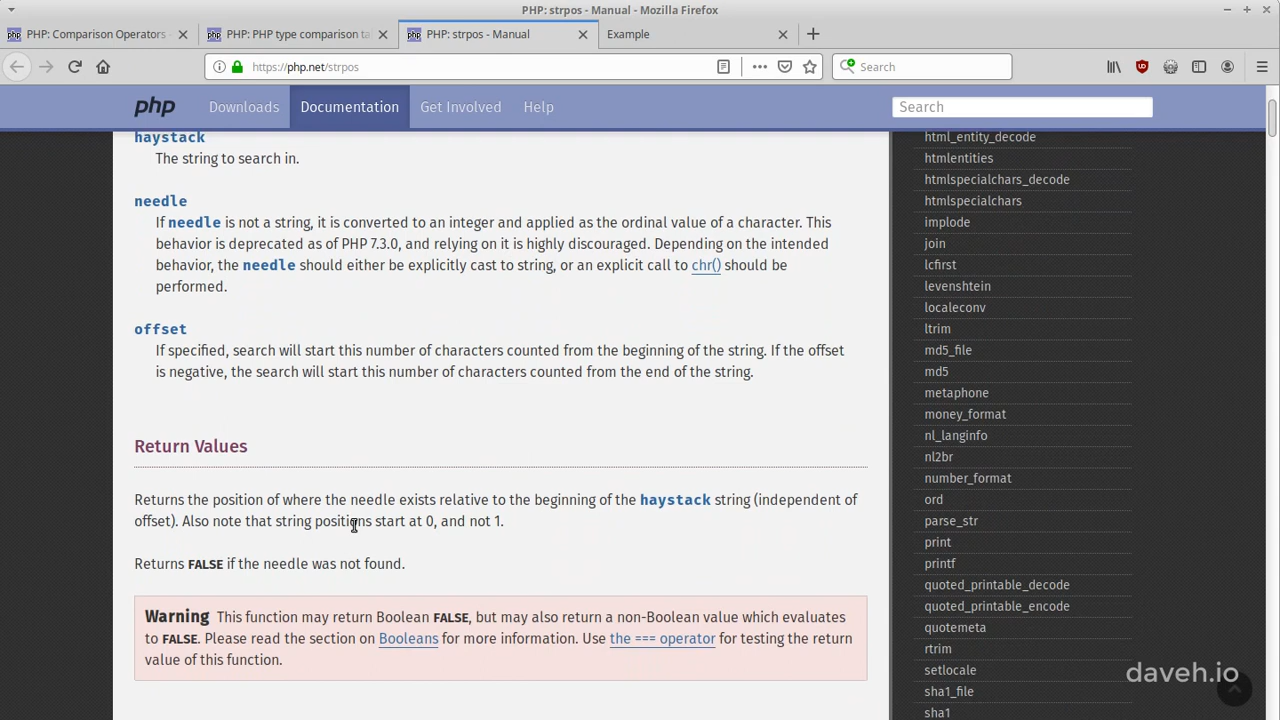 PHP: strpos - Manual - Mozilla Firefox
PHP: Comparison Operators -
PHP: PHP type comparison ta
PHP: strpos - Manual
Example
https://php.net/strpos
Search
php
Downloads
Documentation
Get Involved
Help
Search
haystack
The string to search in.
needle
If needle is not a string, it is converted to an integer and applied as the ordinal value of a character. This
behavior is deprecated as of PHP 7.3.0, and relying on it is highly discouraged. Depending on the intended
behavior, the needle should either be explicitly cast to string, or an explicit call to chr() should be
performed.
offset
If specified, search will start this number of characters counted from the beginning of the string. If the offset
is negative, the search will start this number of characters counted from the end of the string.
Return Values
Returns the position of where the needle exists relative to the beginning of the haystack string (independent of
offset). Also note that string positions start at 0, and not 1.
Returns FALSE if the needle was not found.
Warning This function may return Boolean FALSE, but may also return a non-Boolean value which evaluates
to FALSE. Please read the section on Booleans for more information. Use the === operator for testing the return
value of this function.
html_entity_decode
htmlentities
htmlspecialchars_decode
htmlspecialchars
implode
join
lcfirst
levenshtein
localeconv
ltrim
md5_file
md5
metaphone
money_format
nl_langinfo
nl2br
number_format
ord
parse_str
print
printf
quoted_printable_decode
quoted_printable_encode
quotemeta
rtrim
setlocale
sha1_file
sha1
daveh.io